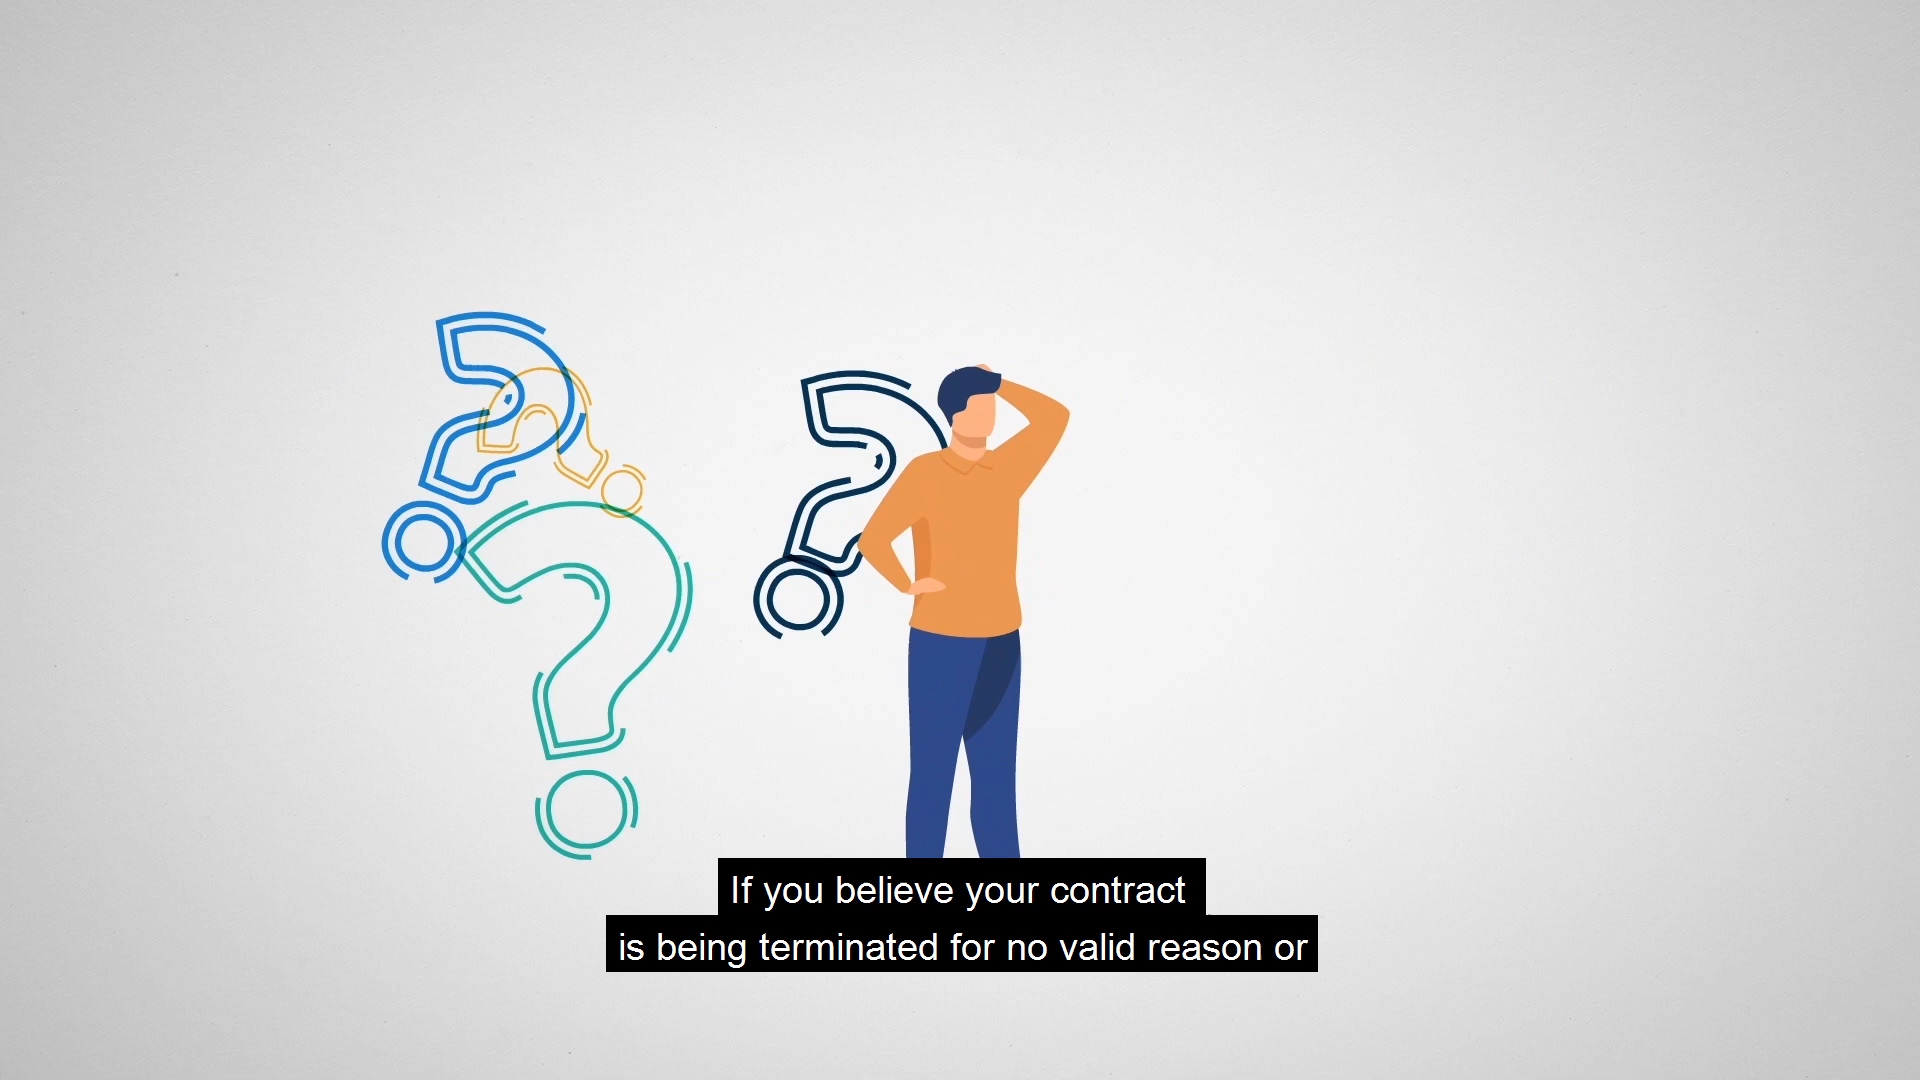 If you believe your contract
is being terminated for no valid reason or